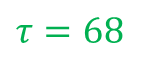 τ = 68